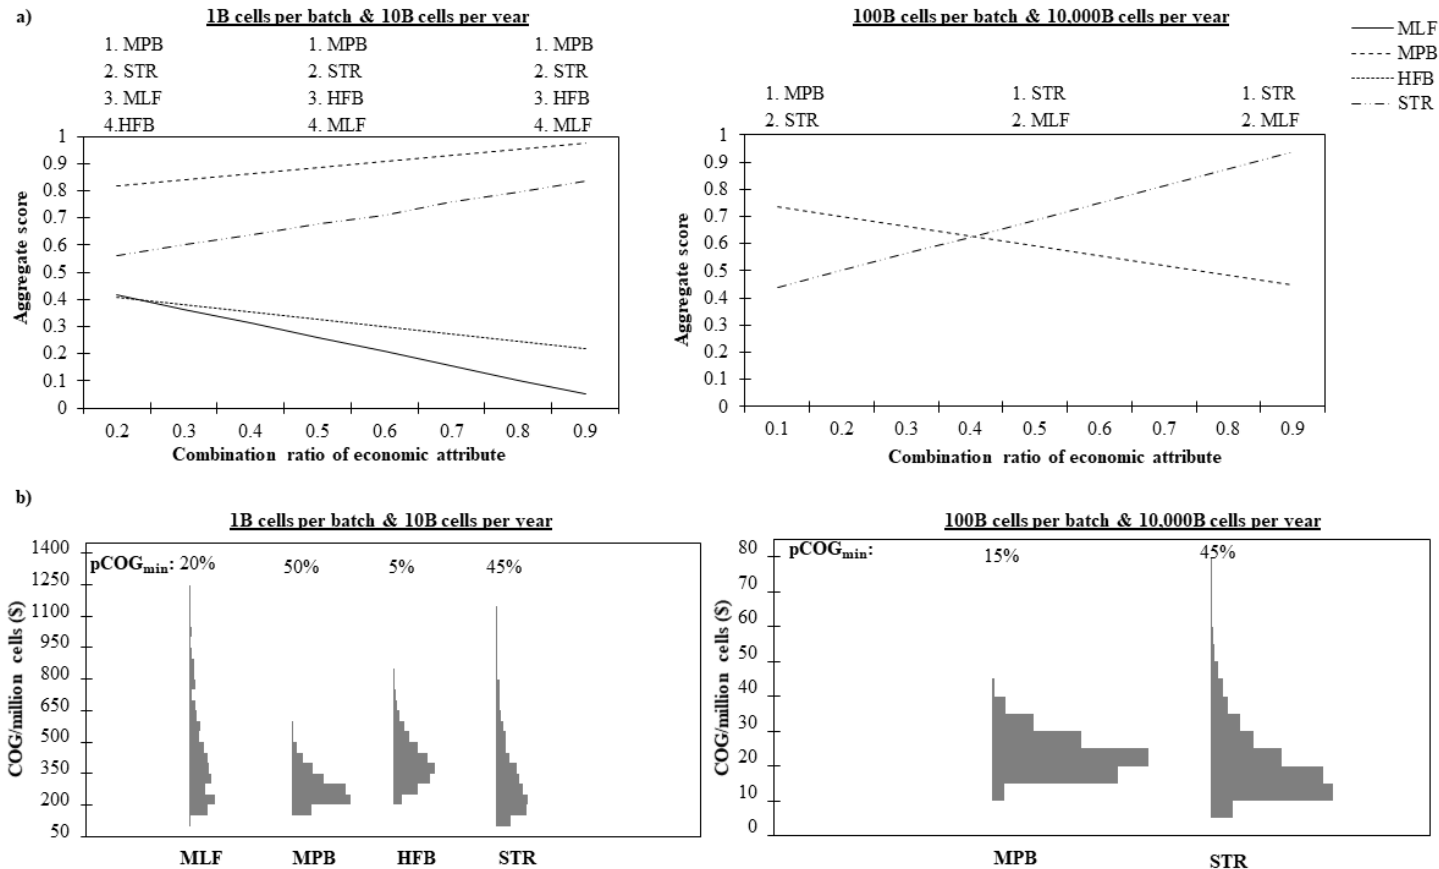 a)
1B cells per batch & 10B cells per year
1. MPB
2. STR
3. MLF
4.HFB
1. MPB
2. STR
3. HFB
4. MLF
1. MPB
2. STR
3. HFB
4. MLF
Aggregate score
1
0.9
0.8
0.7
0.6
0.5
0.4
0.3
0.2
0.1
0
0.2 0.3 0.4 0.5 0.6 0.7 0.8 0.9
Combination ratio of economic attribute
100B cells per batch & 10,000B cells per year
1. MPB
2. STR
1. STR
2. MLF
1. STR
2. MLF
Aggregate score
1
0.9
0.8
0.7
0.6
0.5
0.4
0.3
0.2
0.1
0
0.1 0.2 0.3 0.4 0.5 0.6 0.7 0.8 0.9
Combination ratio of economic attribute
MLF
MPB
HFB
STR
b)
1B cells per batch & 10B cells per year
pCOGmin: 20% 50% 5% 45%
COG/million cells ($)
1400
1250
1100
950
800
650
500
350
200
50
MLF MPB HFB STR
100B cells per batch & 10,000B cells per year
pCOGmin: 15% 45%
COG/million cells ($)
80
70
60
50
40
30
20
10
0
MPB STR